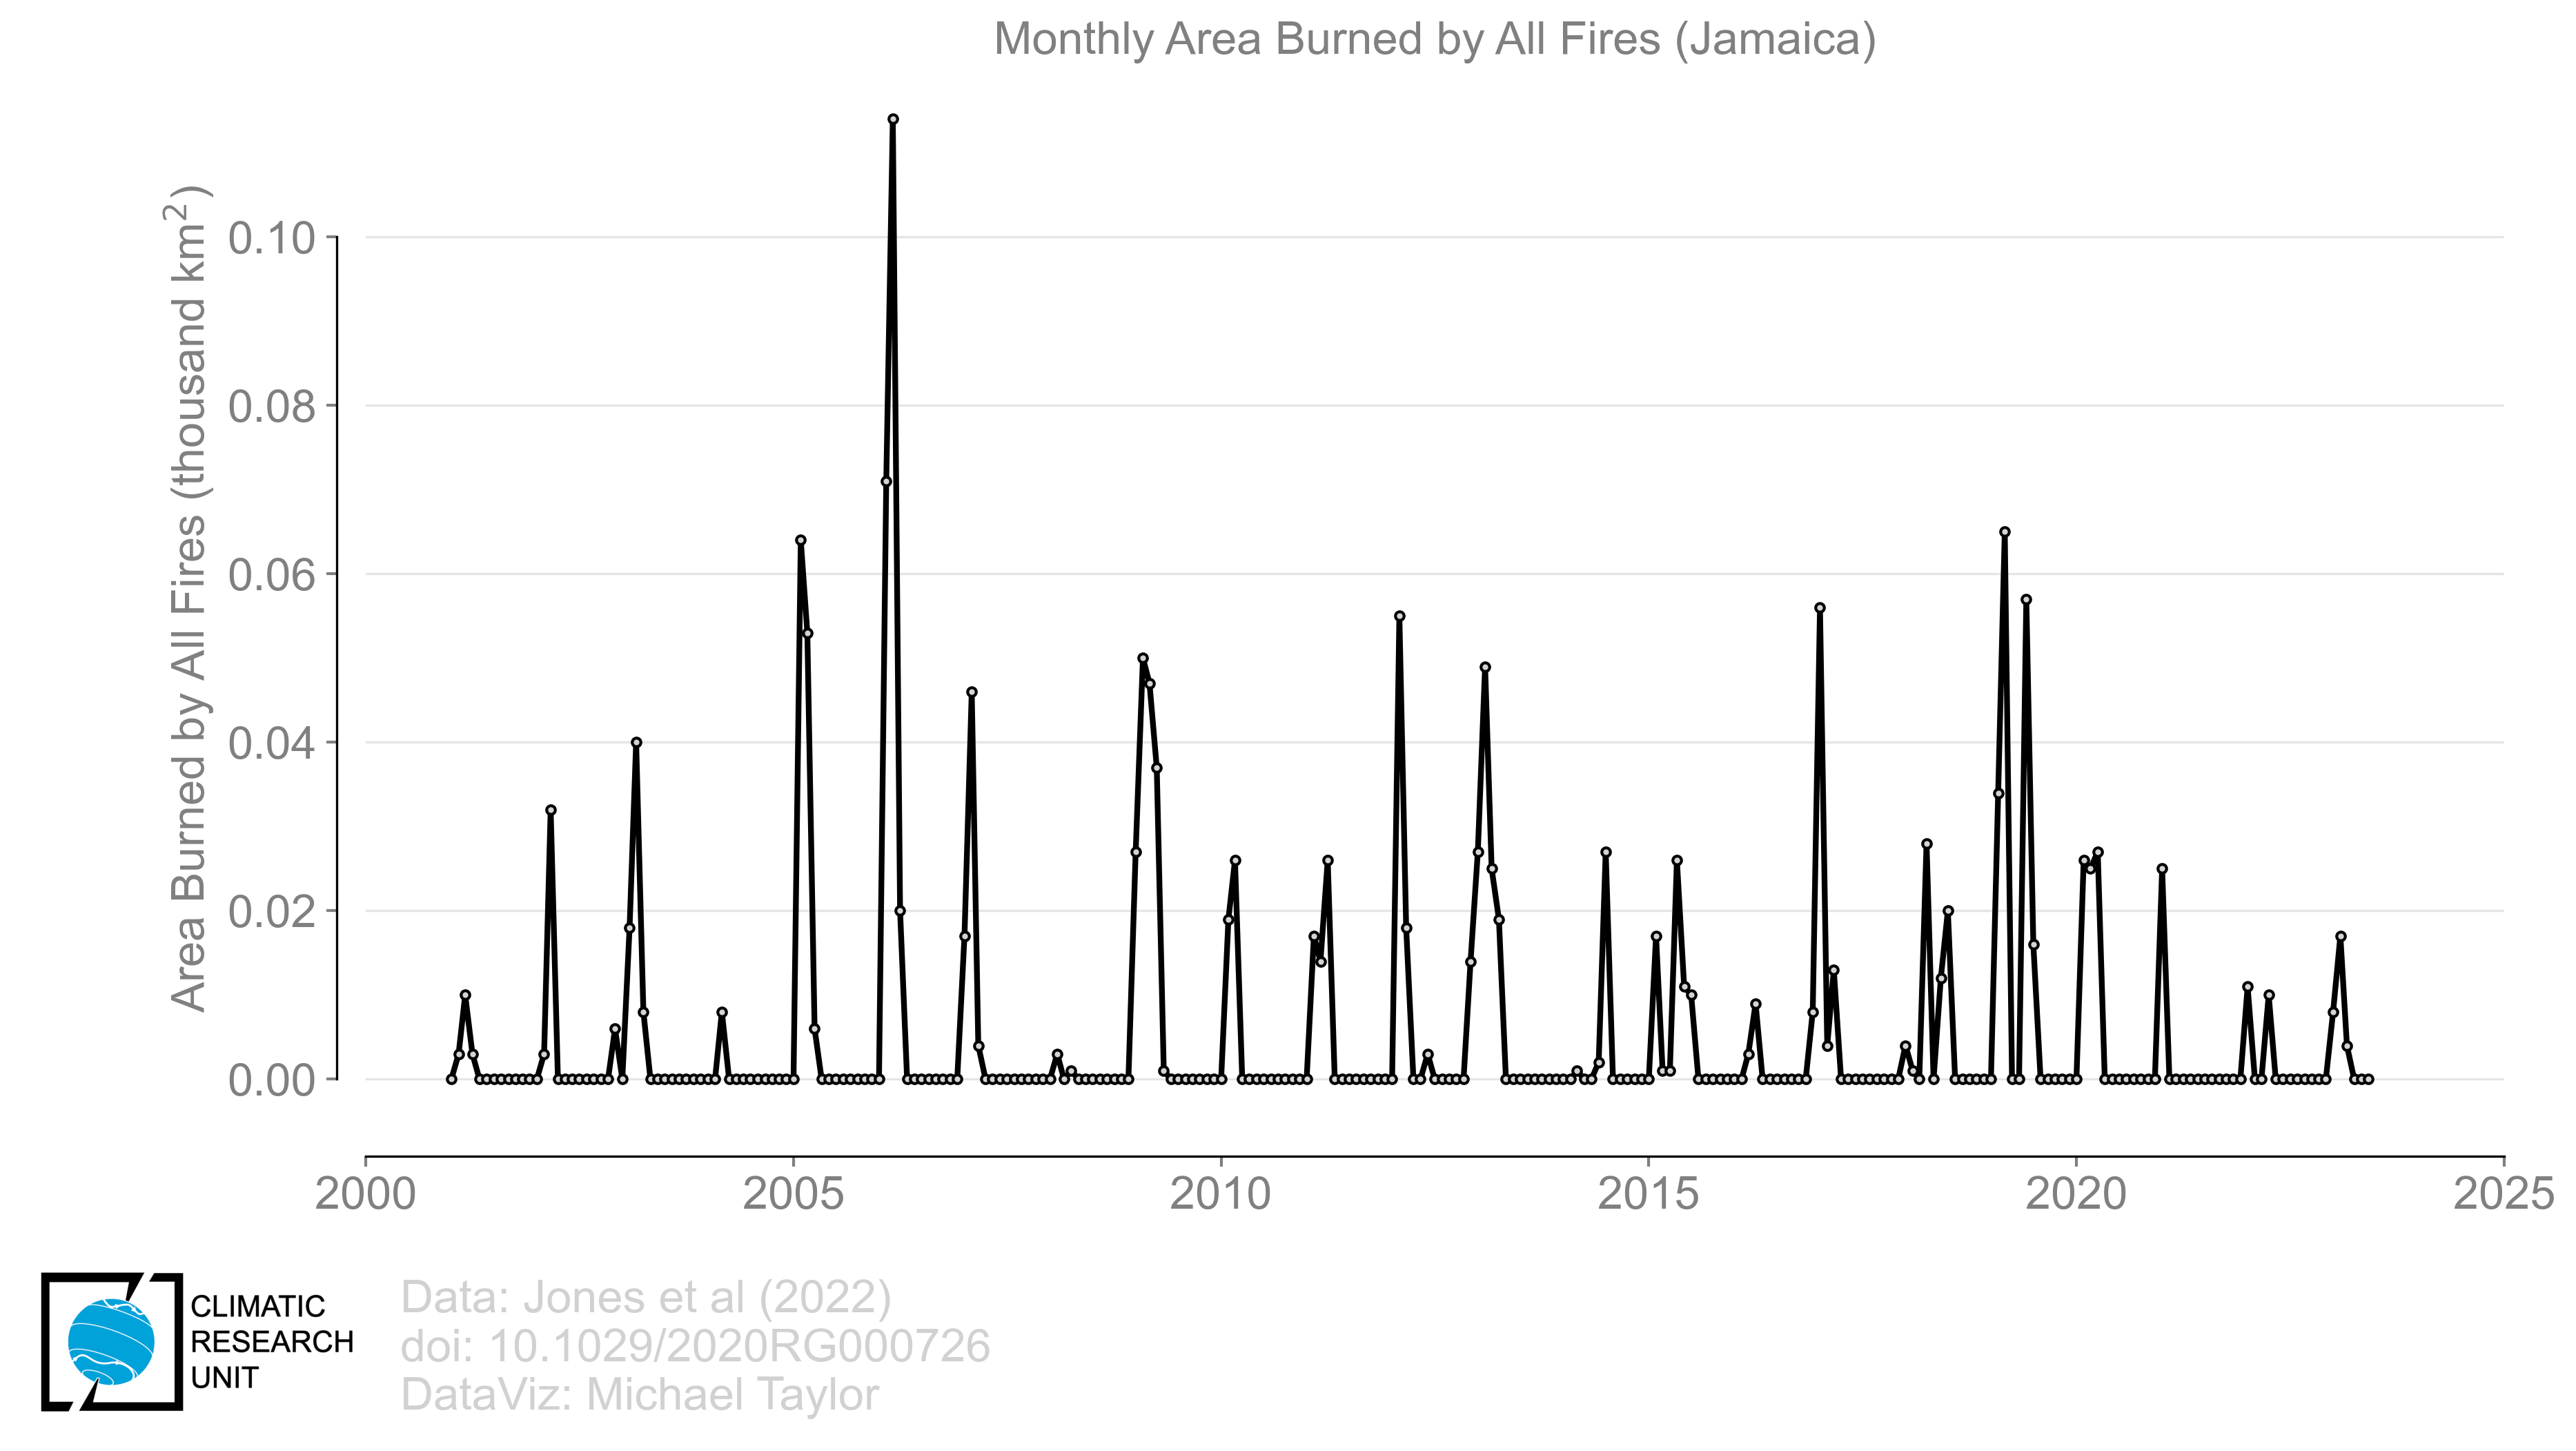 Monthly Area Burned by All Fires (Jamaica)
Area Burned by All Fires (thousand km²)
0.10
0.08
0.06
0.04
0.02
0.00
2000 2005 2010 2015 2020 2025
CLIMATIC
RESEARCH
UNIT
Data: Jones et al (2022)
doi: 10.1029/2020RG000726
DataViz: Michael Taylor